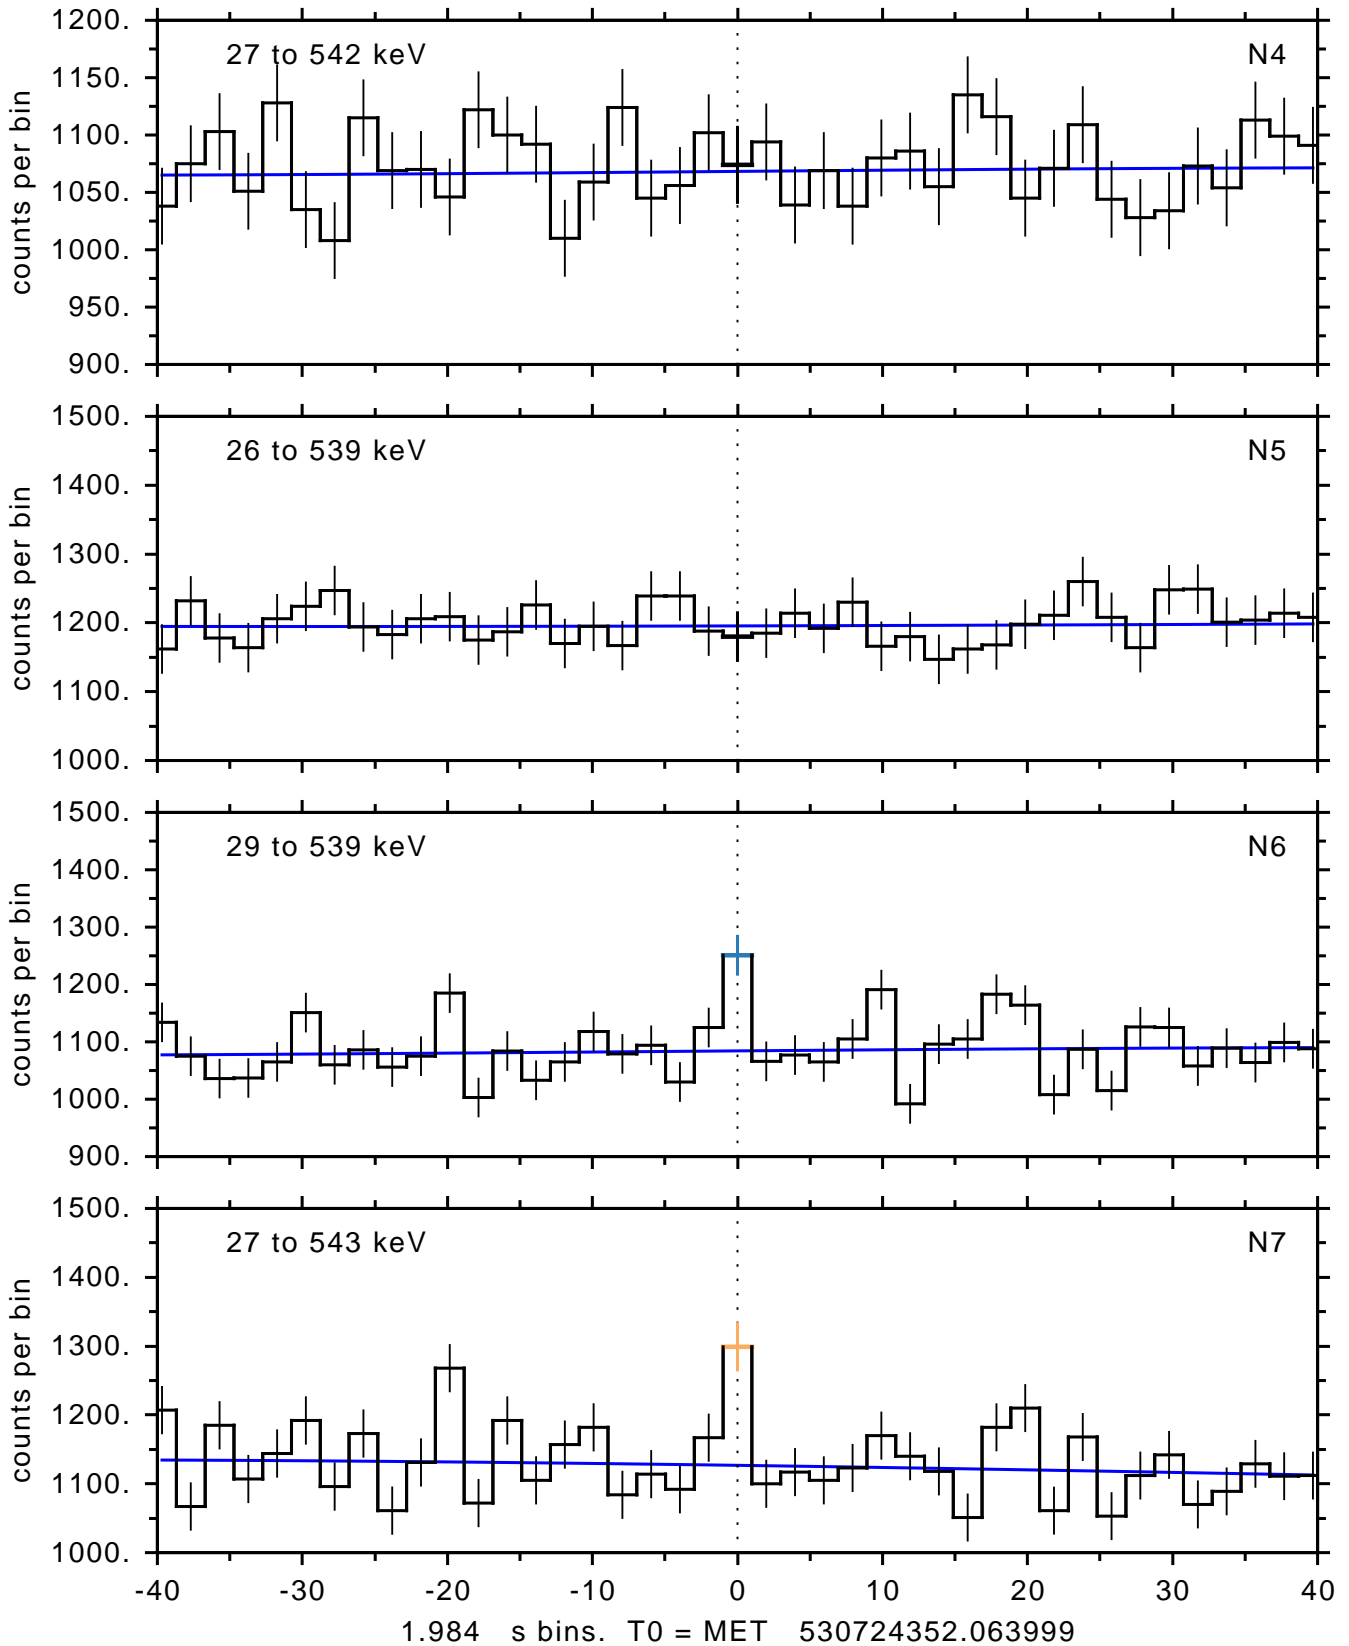 1200.
27 to 542 keV N4
1150.
1100.
1050.
1000.
950.
900.
counts per bin
1500.
26 to 539 keV N5
1400.
1300.
1200.
1100.
1000.
counts per bin
1500.
29 to 539 keV N6
1400.
1300.
1200.
1100.
1000.
900.
counts per bin
1500.
27 to 543 keV N7
1400.
1300.
1200.
1100.
1000.
counts per bin
-40 -30 -20 -10 0 10 20 30 40
1.984 s bins. T0 = MET 530724352.063999